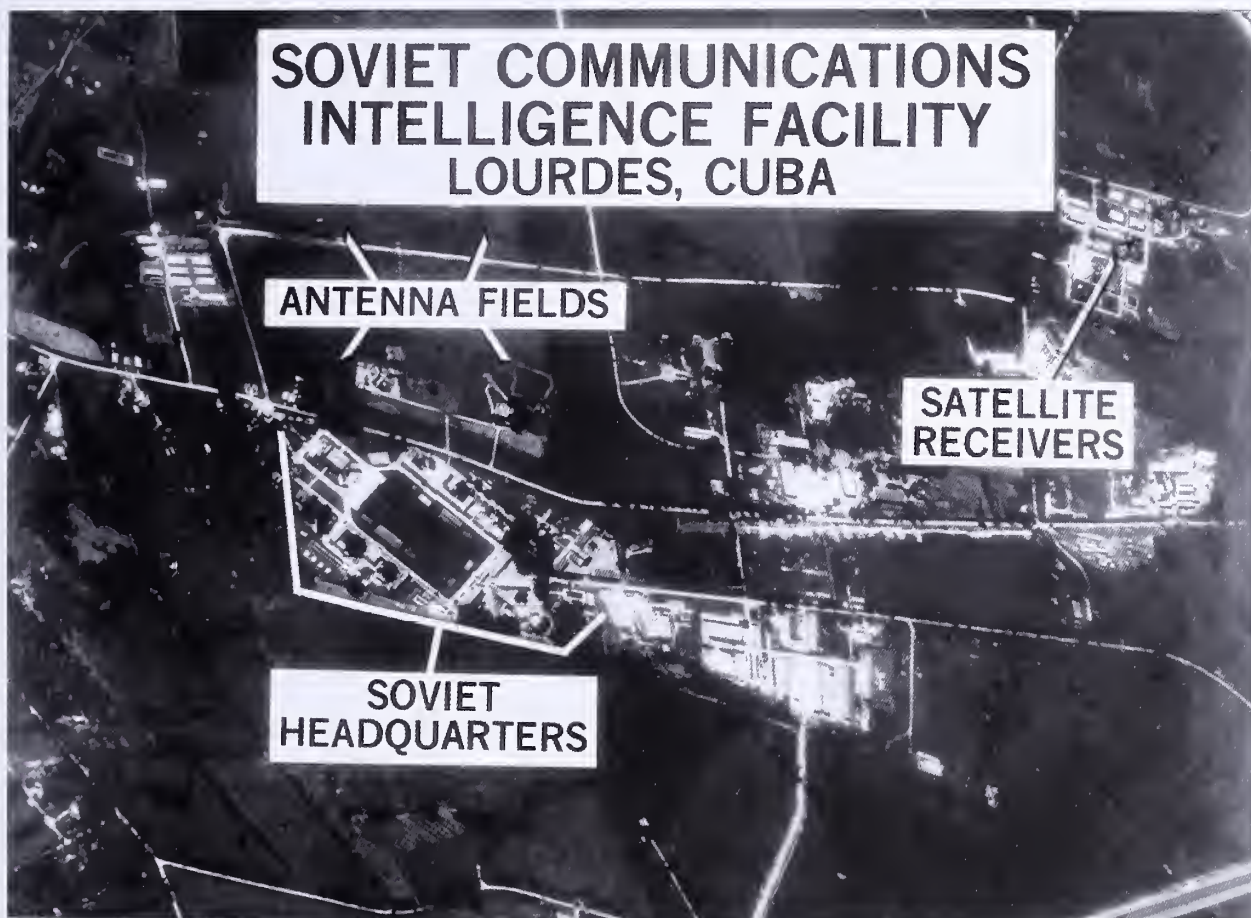 SOVIET COMMUNICATIONS
INTELLIGENCE FACILITY
LOURDES, CUBA
ANTENNA FIELDS
SATELLITE
RECEIVERS
SOVIET
HEADQUARTERS